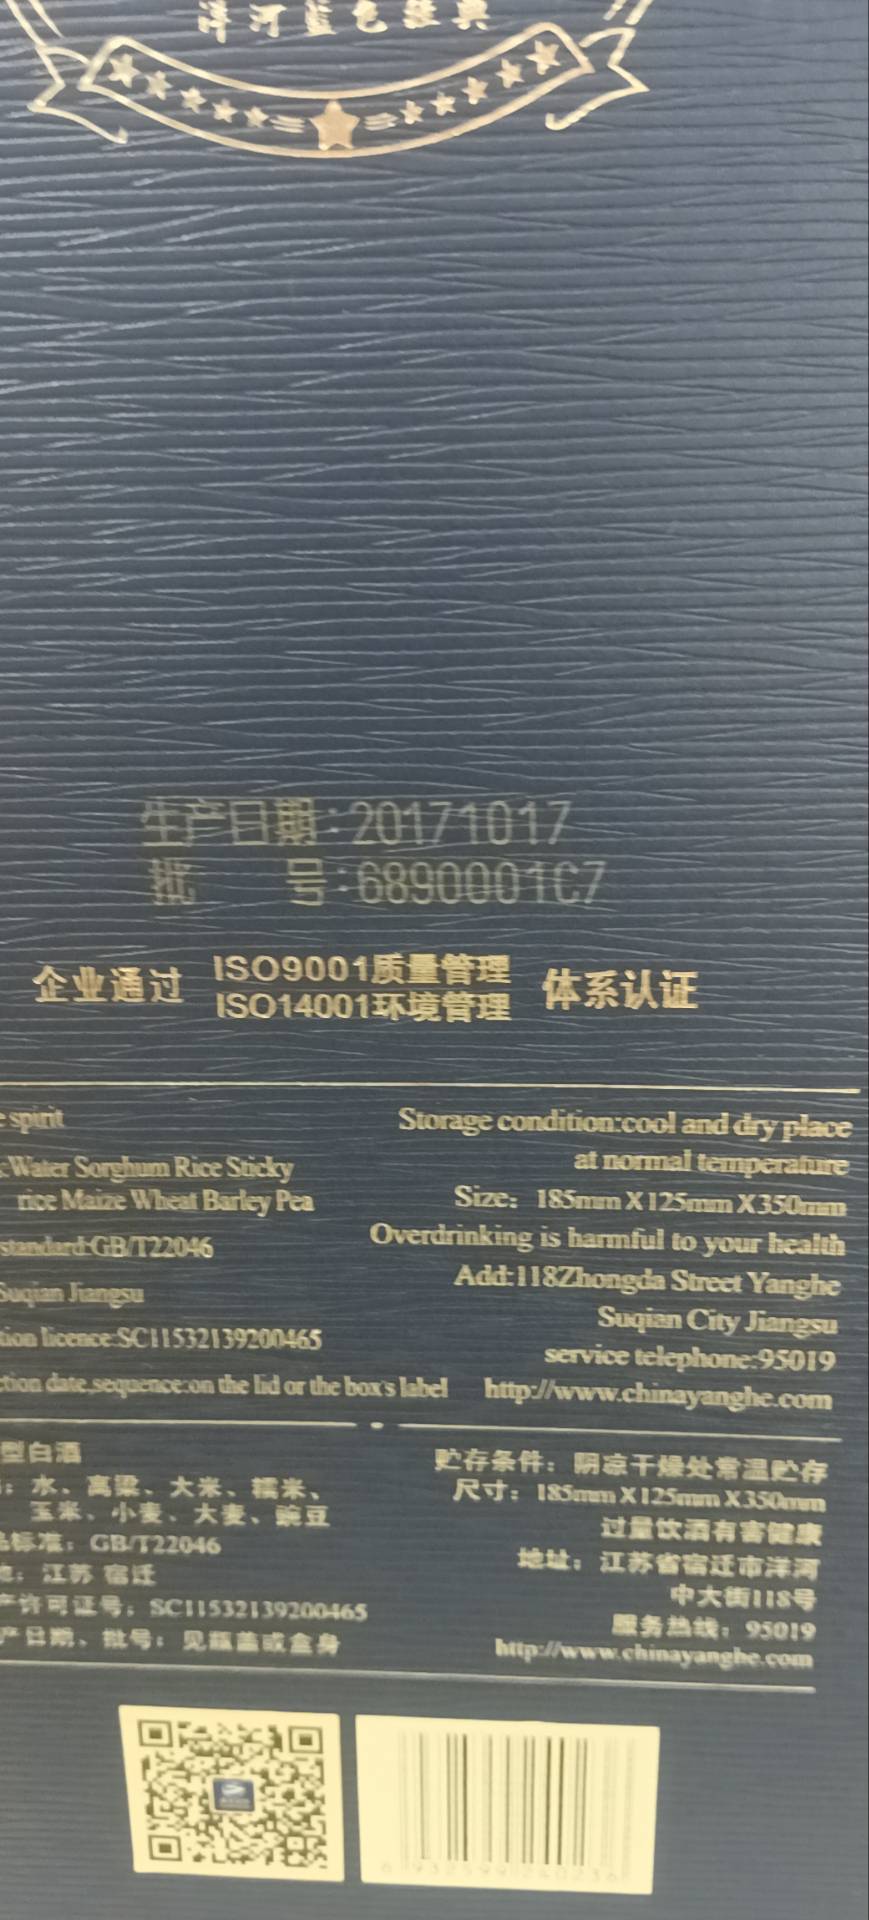 洋河蓝色经典
生产日期:20171017
批 号:6890001C7
企业通过 ISO9001质量管理 体系认证
ISO14001环境管理
e spirit
:Water Sorghum Rice Sticky
rice Maize Wheat Barley Pea
standard:GB/T22046
Suqian Jiangsu
tion licence:SC11532139200465
ction date,sequence:on the lid or the box's label
Storage condition:cool and dry place
at normal temperature
Size: 185mm X 125mm X 350mm
Overdrinking is harmful to your health
Add:118Zhongda Street Yanghe
Suqian City Jiangsu
service telephone:95019
http://www.chinayanghe.com
型白酒
：水、高粱、大米、糯米、
玉米、小麦、大麦、豌豆
标准：GB/T22046
地：江苏 宿迁
产许可证号：SC11532139200465
产日期、批号：见瓶盖或盒身
贮存条件：阴凉干燥处常温贮存
尺寸：185mm X 125mm X 350mm
过量饮酒有害健康
地址：江苏省宿迁市洋河
中大街118号
服务热线：95019
http://www.chinayanghe.com